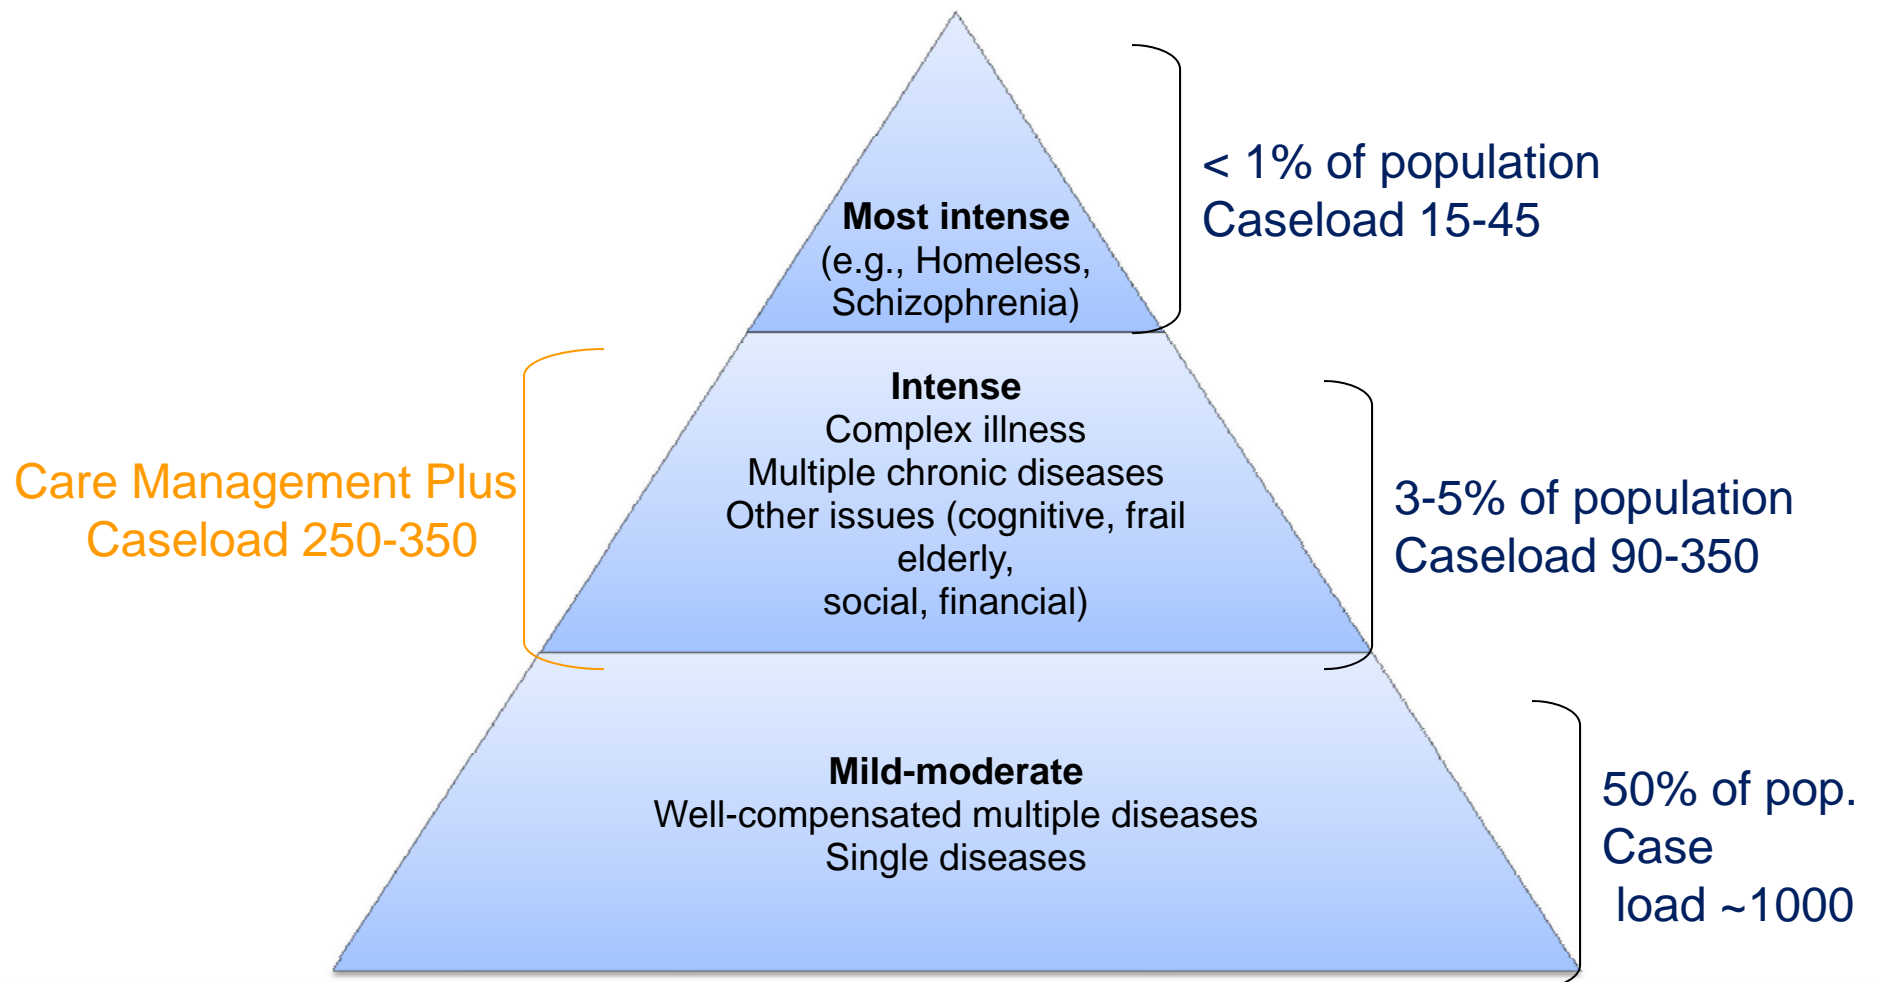 Most intense
(e.g., Homeless,
Schizophrenia)
< 1% of population
Caseload 15-45
Care Management Plus
Caseload 250-350
Intense
Complex illness
Multiple chronic diseases
Other issues (cognitive, frail
elderly,
social, financial)
3-5% of population
Caseload 90-350
Mild-moderate
Well-compensated multiple diseases
Single diseases
50% of pop.
Case
load ~1000